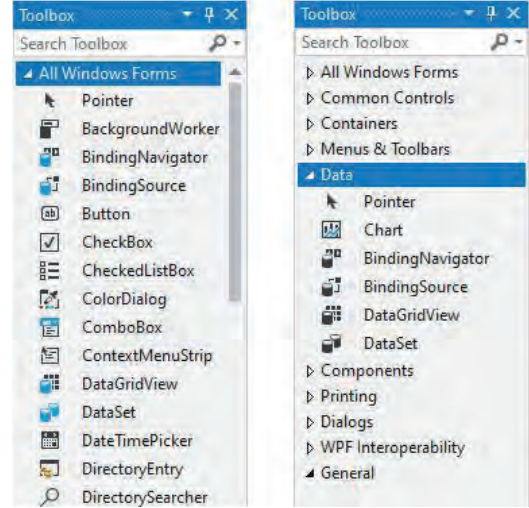 Toolbox
Search Toolbox
All Windows Forms
Pointer
BackgroundWorker
BindingNavigator
BindingSource
ab Button
CheckBox
CheckedListBox
ColorDialog
ComboBox
ContextMenuStrip
DataGridView
DataSet
DateTimePicker
DirectoryEntry
DirectorySearcher
Toolbox
Search Toolbox
All Windows Forms
Common Controls
Containers
Menus & Toolbars
Data
Pointer
Chart
BindingNavigator
BindingSource
DataGridView
DataSet
Components
Printing
Dialogs
WPF Interoperability
General